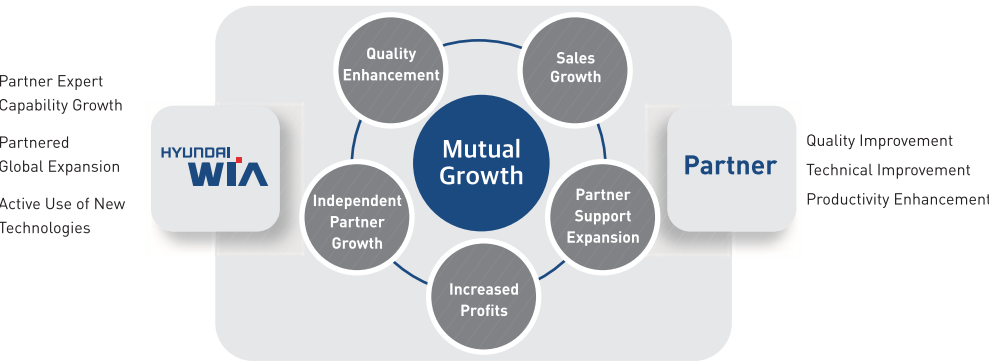 Partner Expert
Capability Growth
Partnered
Global Expansion
Active Use of New
Technologies
HYUNDAI
WIA
Quality
Enhancement
Sales
Growth
Mutual
Growth
Independent
Partner
Growth
Partner
Support
Expansion
Increased
Profits
Partner
Quality Improvement
Technical Improvement
Productivity Enhancement